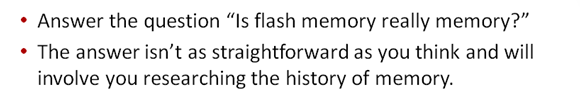 • Answer the question “Is flash memory really memory?”
• The answer isn’t as straightforward as you think and will
involve you researching the history of memory.